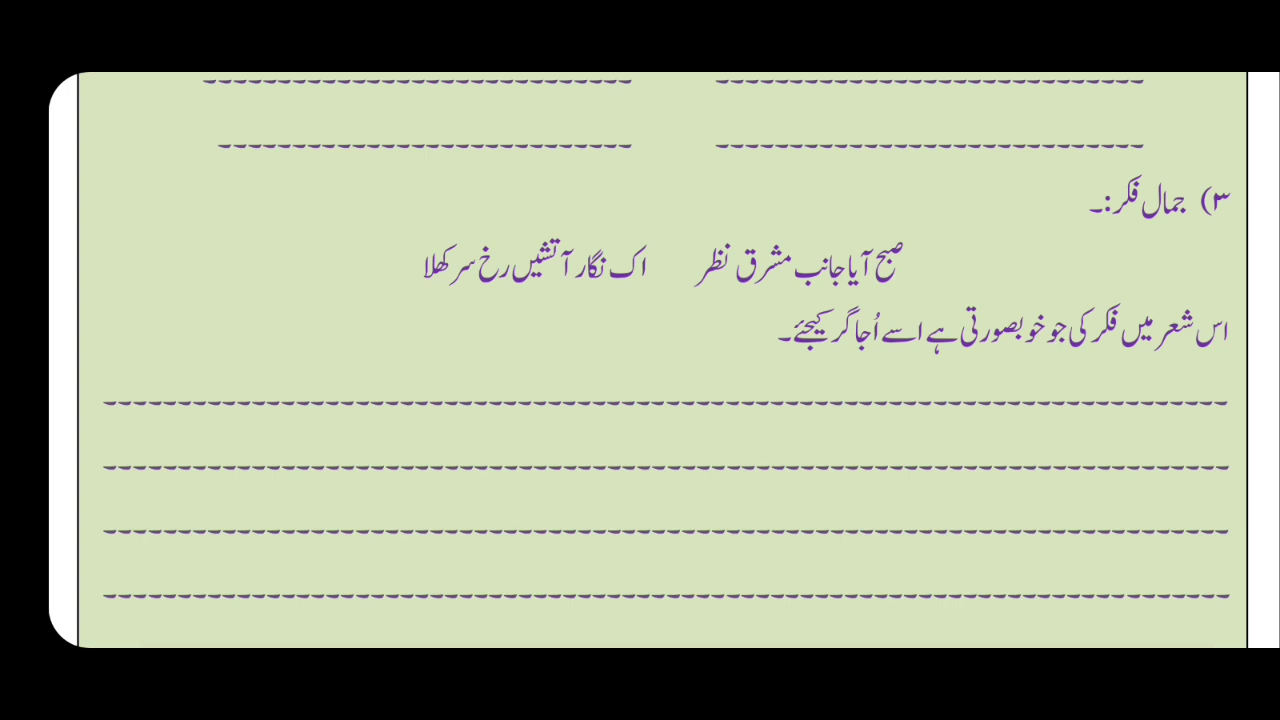 ۳) جمال فکر:۔
صبح آیا جانب مشرق نظر اک نگار آتشیں رخ سر کھلا
اس شعر میں فکر کی جو خوبصورتی ہے اسے اُجاگر کیجئے۔